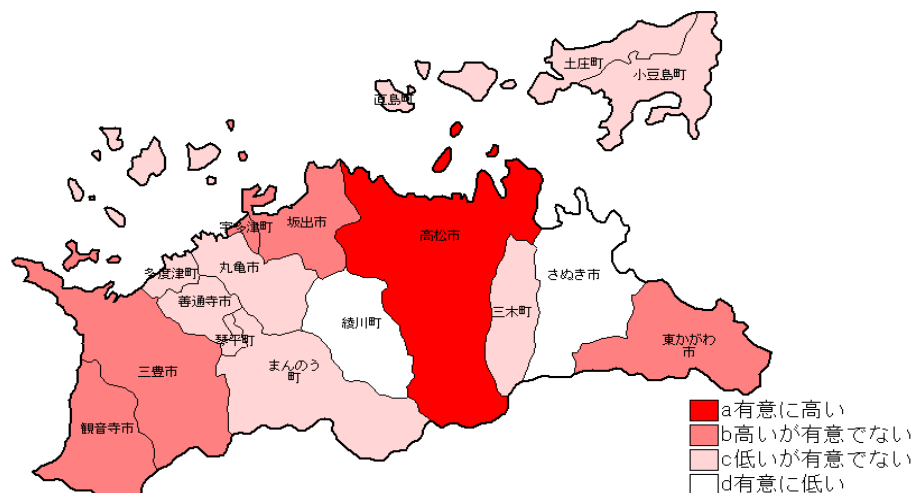 土庄町
小豆島町
直島町
宇多津町
坂出市
高松市
多度津町
丸亀市
さぬき市
善通寺市
三木町
綾川町
琴平町
東かがわ
市
三豊市
まんのう
町
観音寺市
a有意に高い
b高いが有意でない
c低いが有意でない
d有意に低い